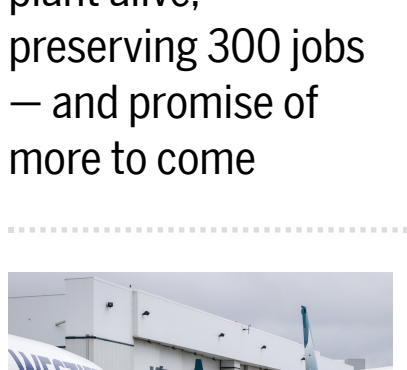 plant alive,
preserving 300 jobs
— and promise of
more to come